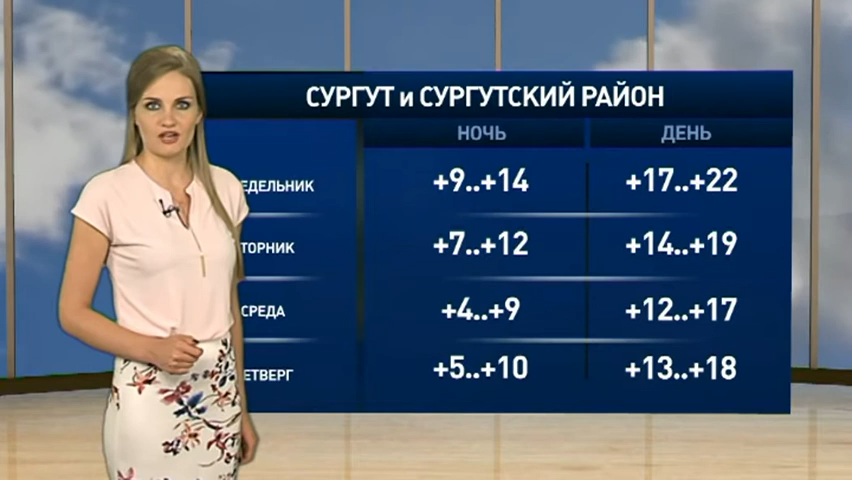 СУРГУТ и СУРГУТСКИЙ РАЙОН
НОЧЬ ДЕНЬ
ЕДЕЛЬНИК +9..+14 +17..+22
ТОРНИК +7..+12 +14..+19
СРЕДА +4..+9 +12..+17
ЕТВЕРГ +5..+10 +13..+18